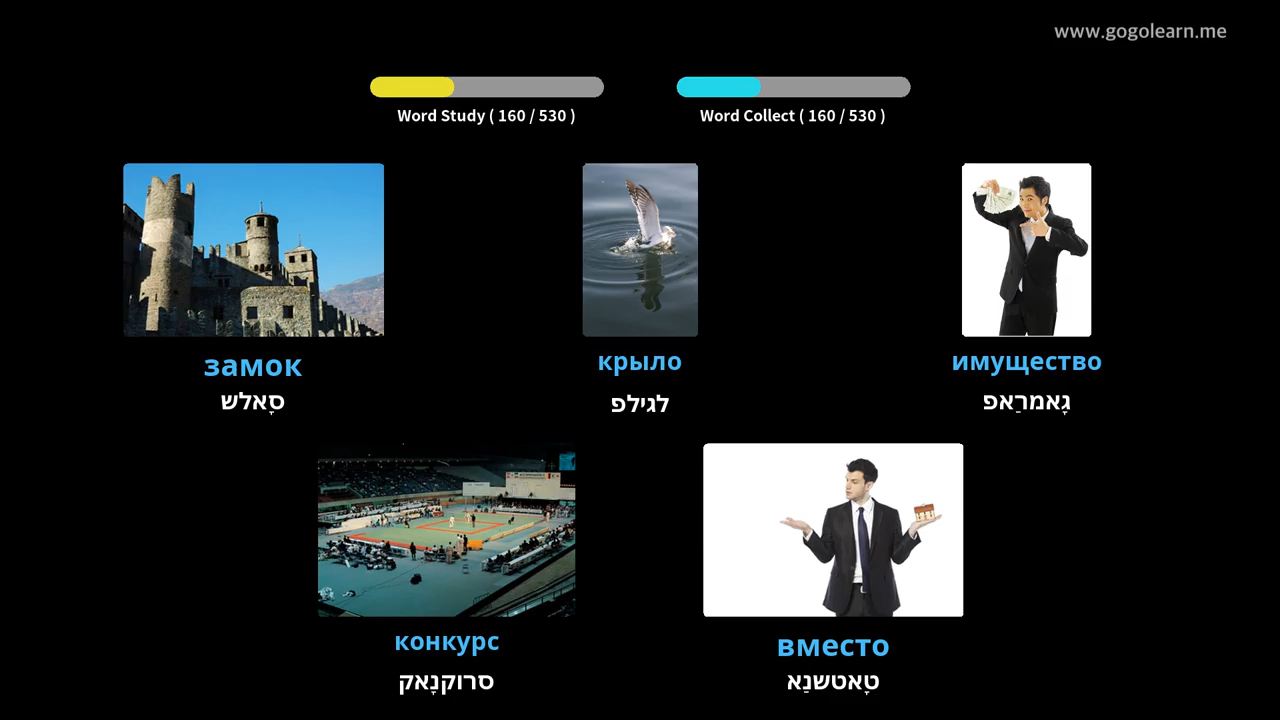 www.gogolearn.me
Word Study ( 160 / 530 )
Word Collect ( 160 / 530 )
замок
סָאלש
крыло
לגילפ
имущество
גָאמרַאפ
конкурс
סרוקנָאק
вместо
טָאטשנַא